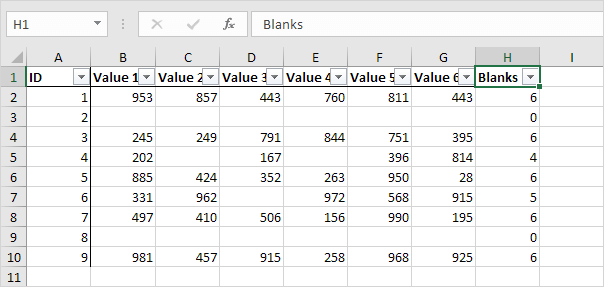 H1 fx Blanks
A B C D E F G H I
1 ID Value 1 Value 2 Value 3 Value 4 Value 5 Value 6 Blanks
2 1 953 857 443 760 811 443 6
3 2 0
4 3 245 249 791 844 751 395 6
5 4 202 167 396 814 4
6 5 885 424 352 263 950 28 6
7 6 331 962 972 568 915 5
8 7 497 410 506 156 990 195 6
9 8 0
10 9 981 457 915 258 968 925 6
11